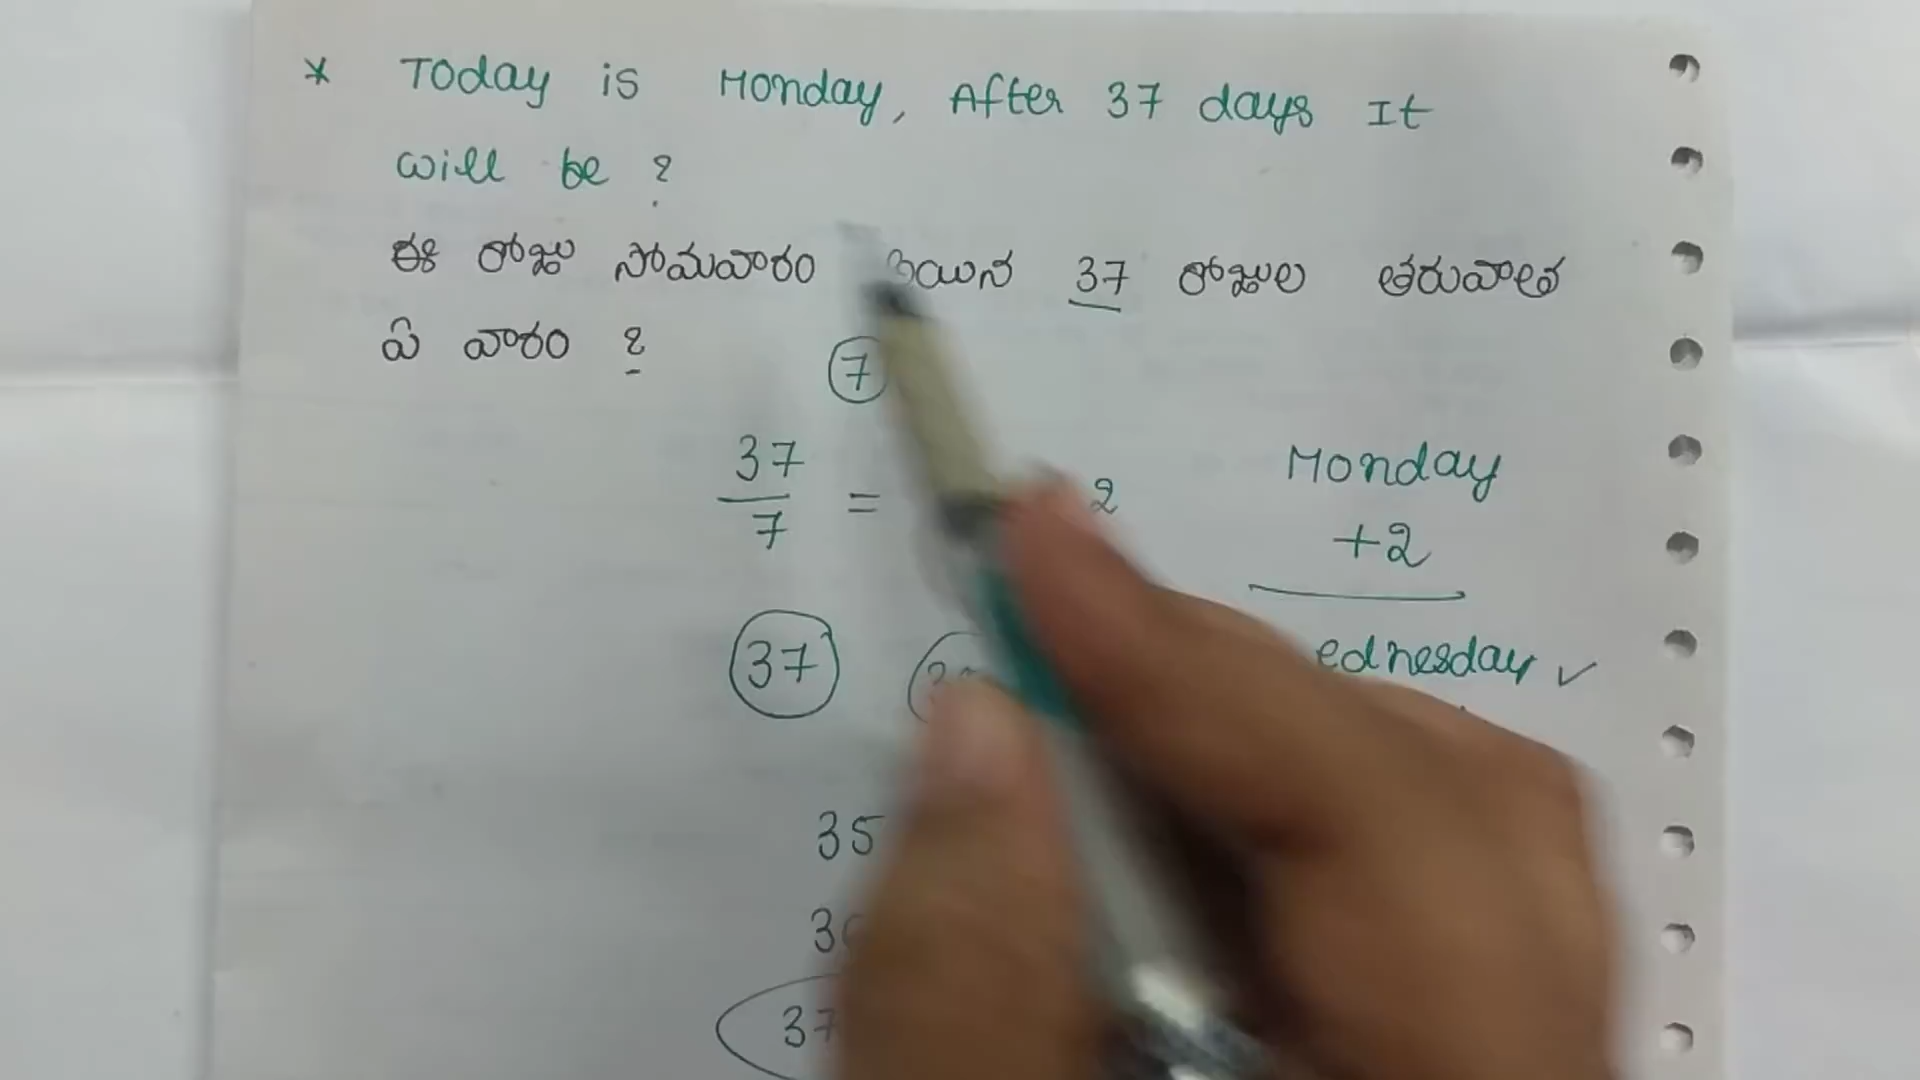 * Today is Monday, After 37 days It
will be ?
ఈ రోజు సోమవారం అయిన 37 రోజుల తరువాత
ఏ వారం ?
7
37
7
=
2
Monday
+2
ednesday ✓
37
35
37